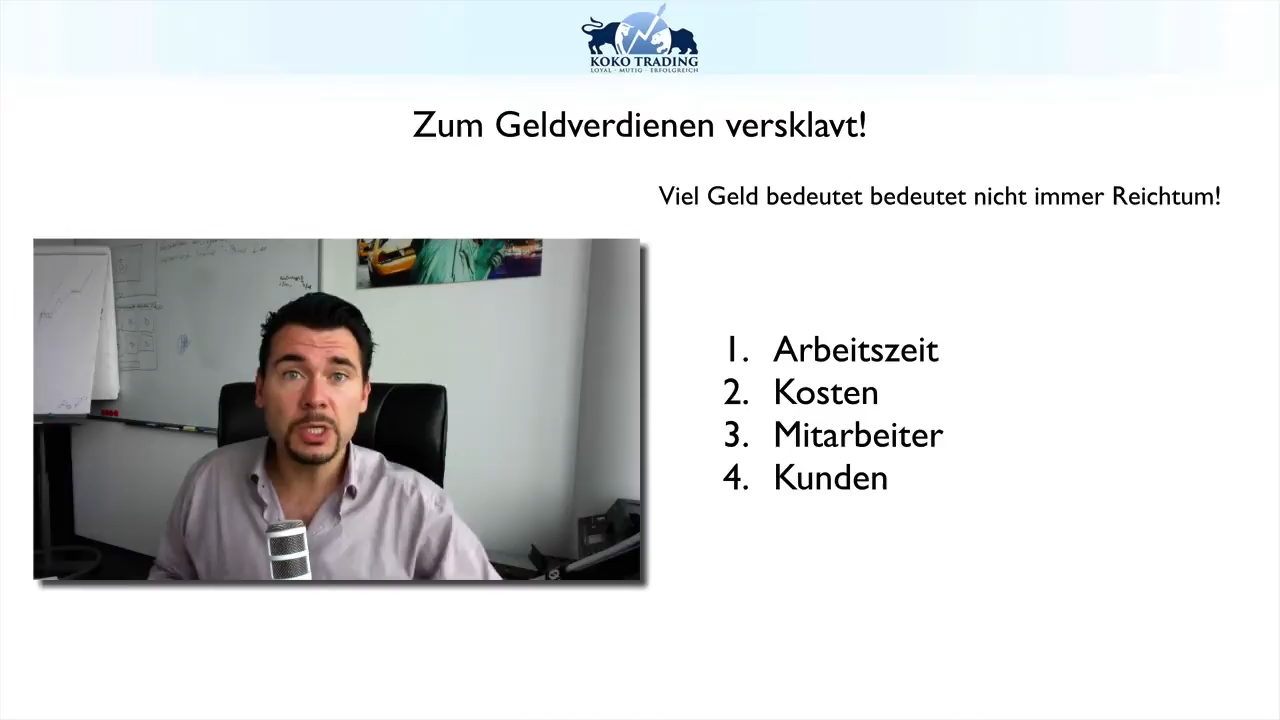 KOKO TRADING
LOYAL - MUTIG - ERFOLGREICH
Zum Geldverdienen versklavt!
Viel Geld bedeutet bedeutet nicht immer Reichtum!
1. Arbeitszeit
2. Kosten
3. Mitarbeiter
4. Kunden